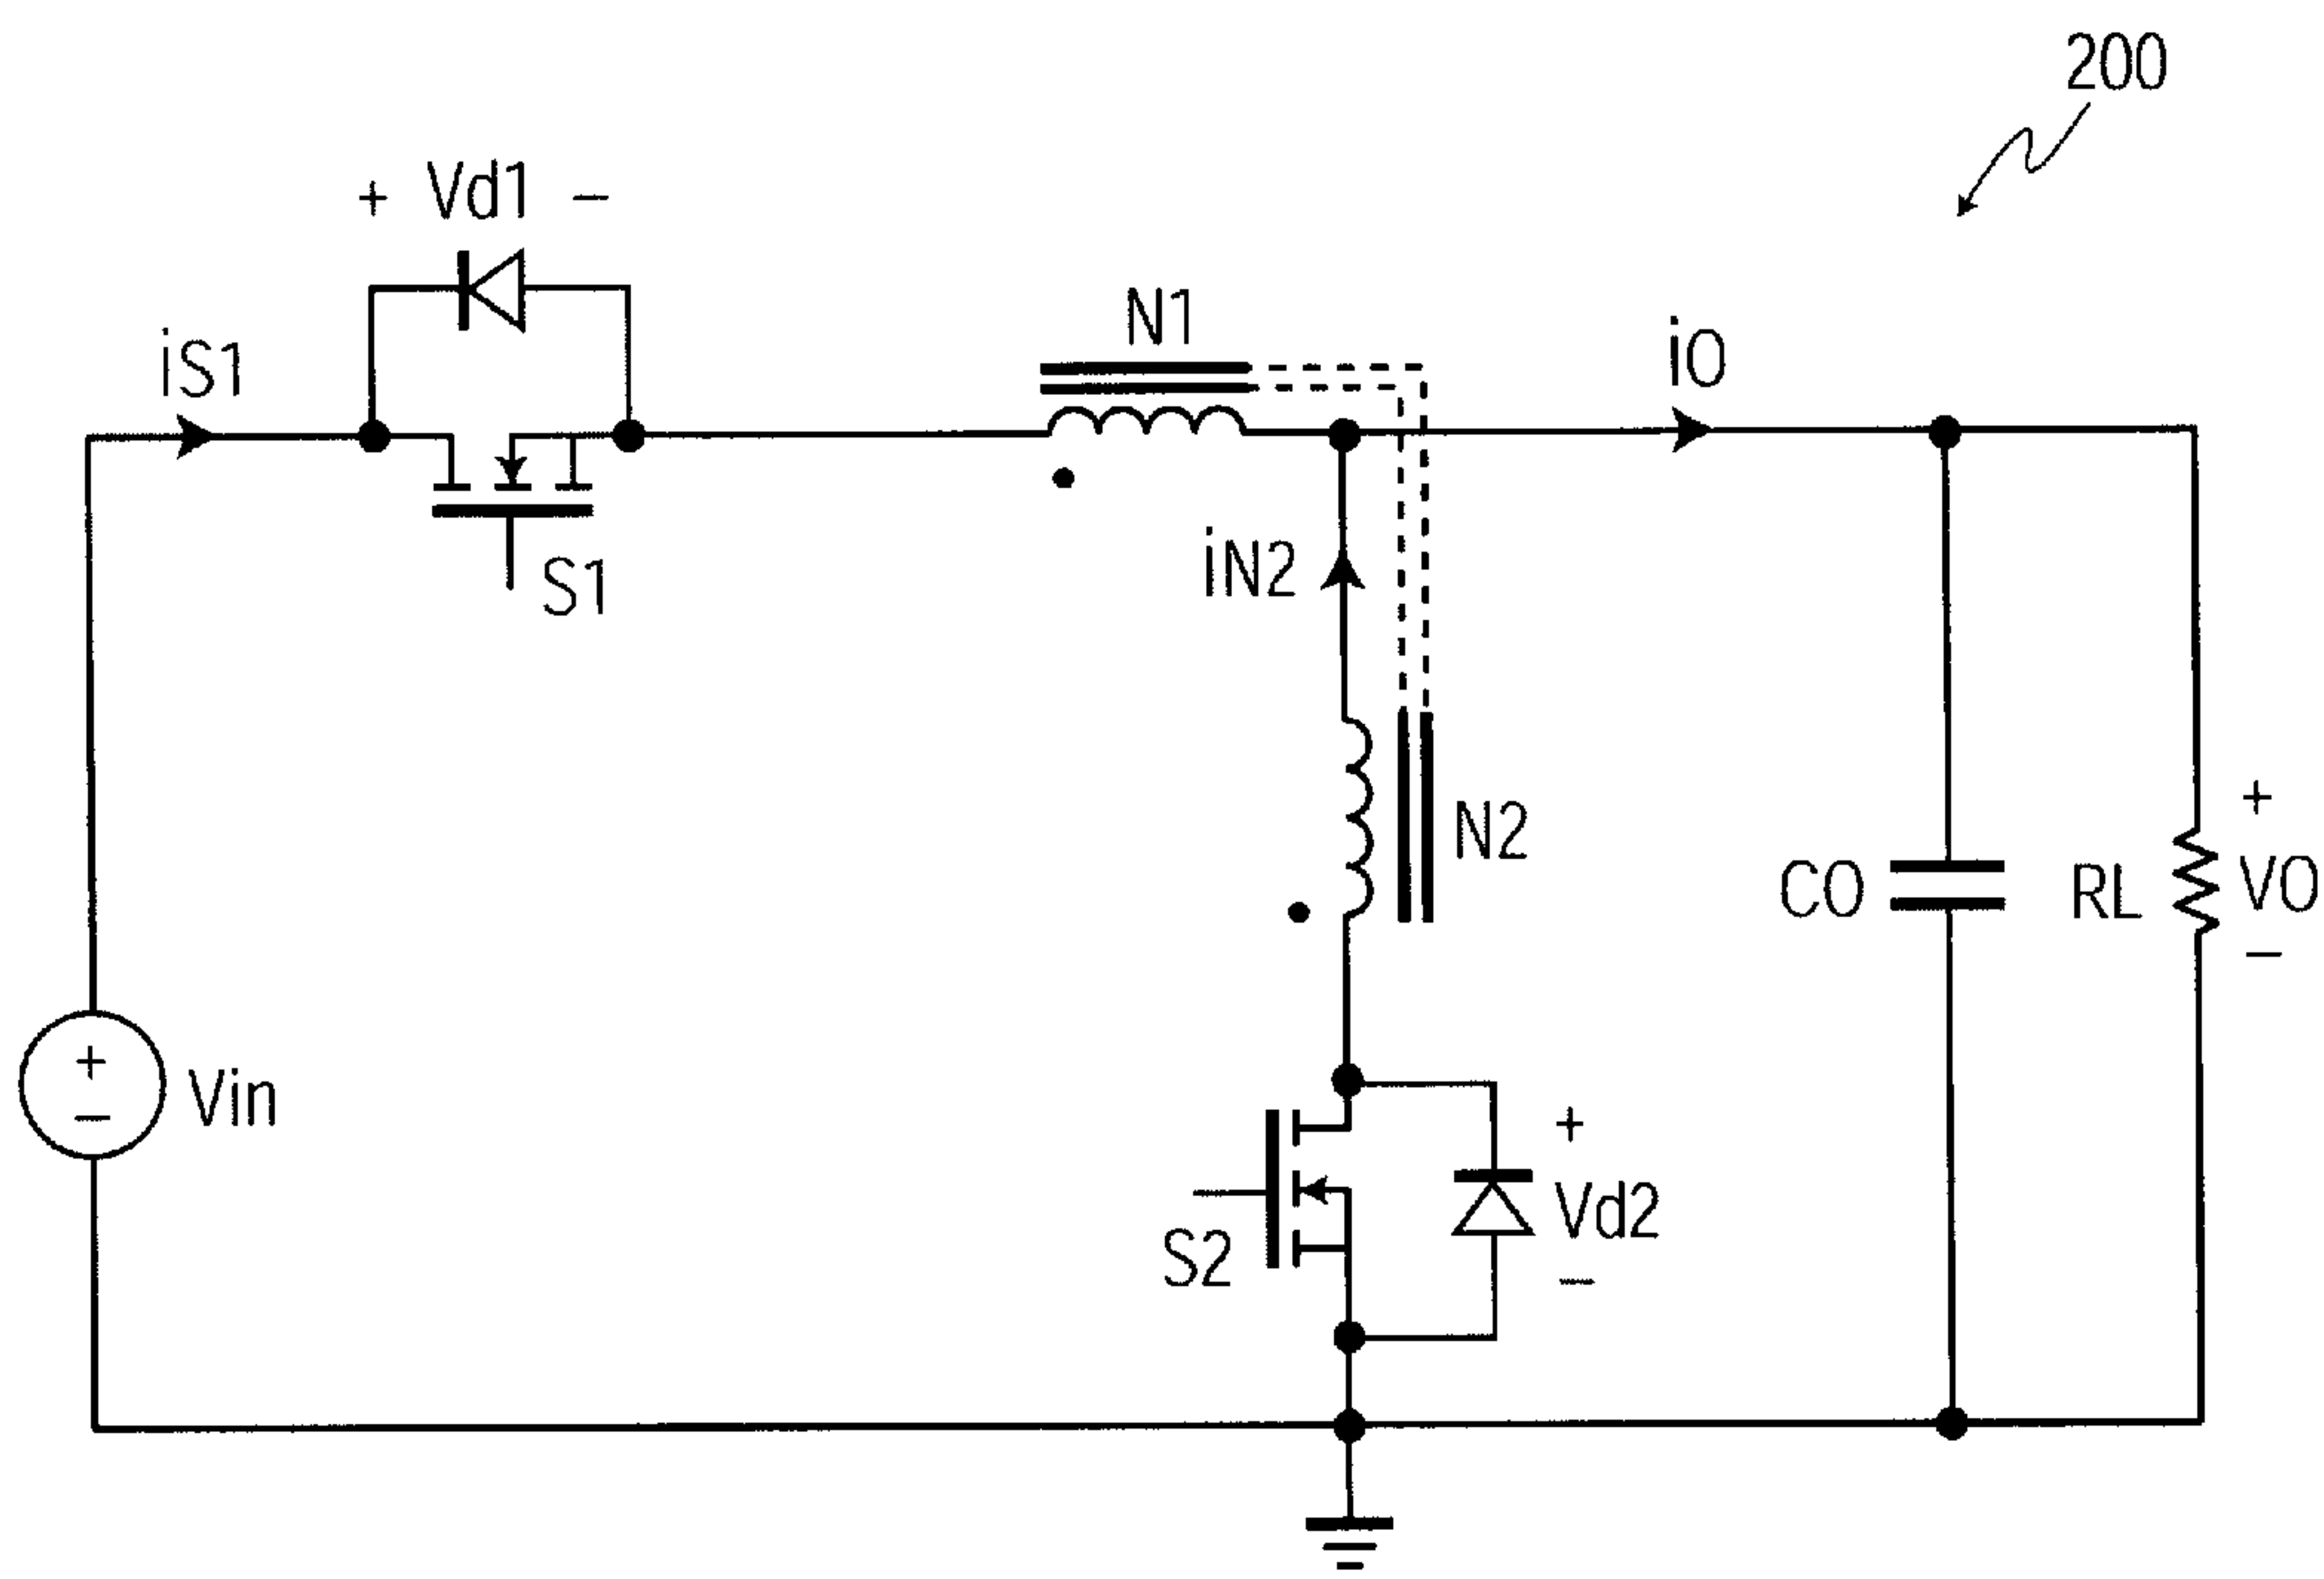 200
+ Vd1 −
iS1
N1
iO
S1
iN2
N2
+
CO
RL
VO
−
+
−
Vin
+
Vd2
−
S2